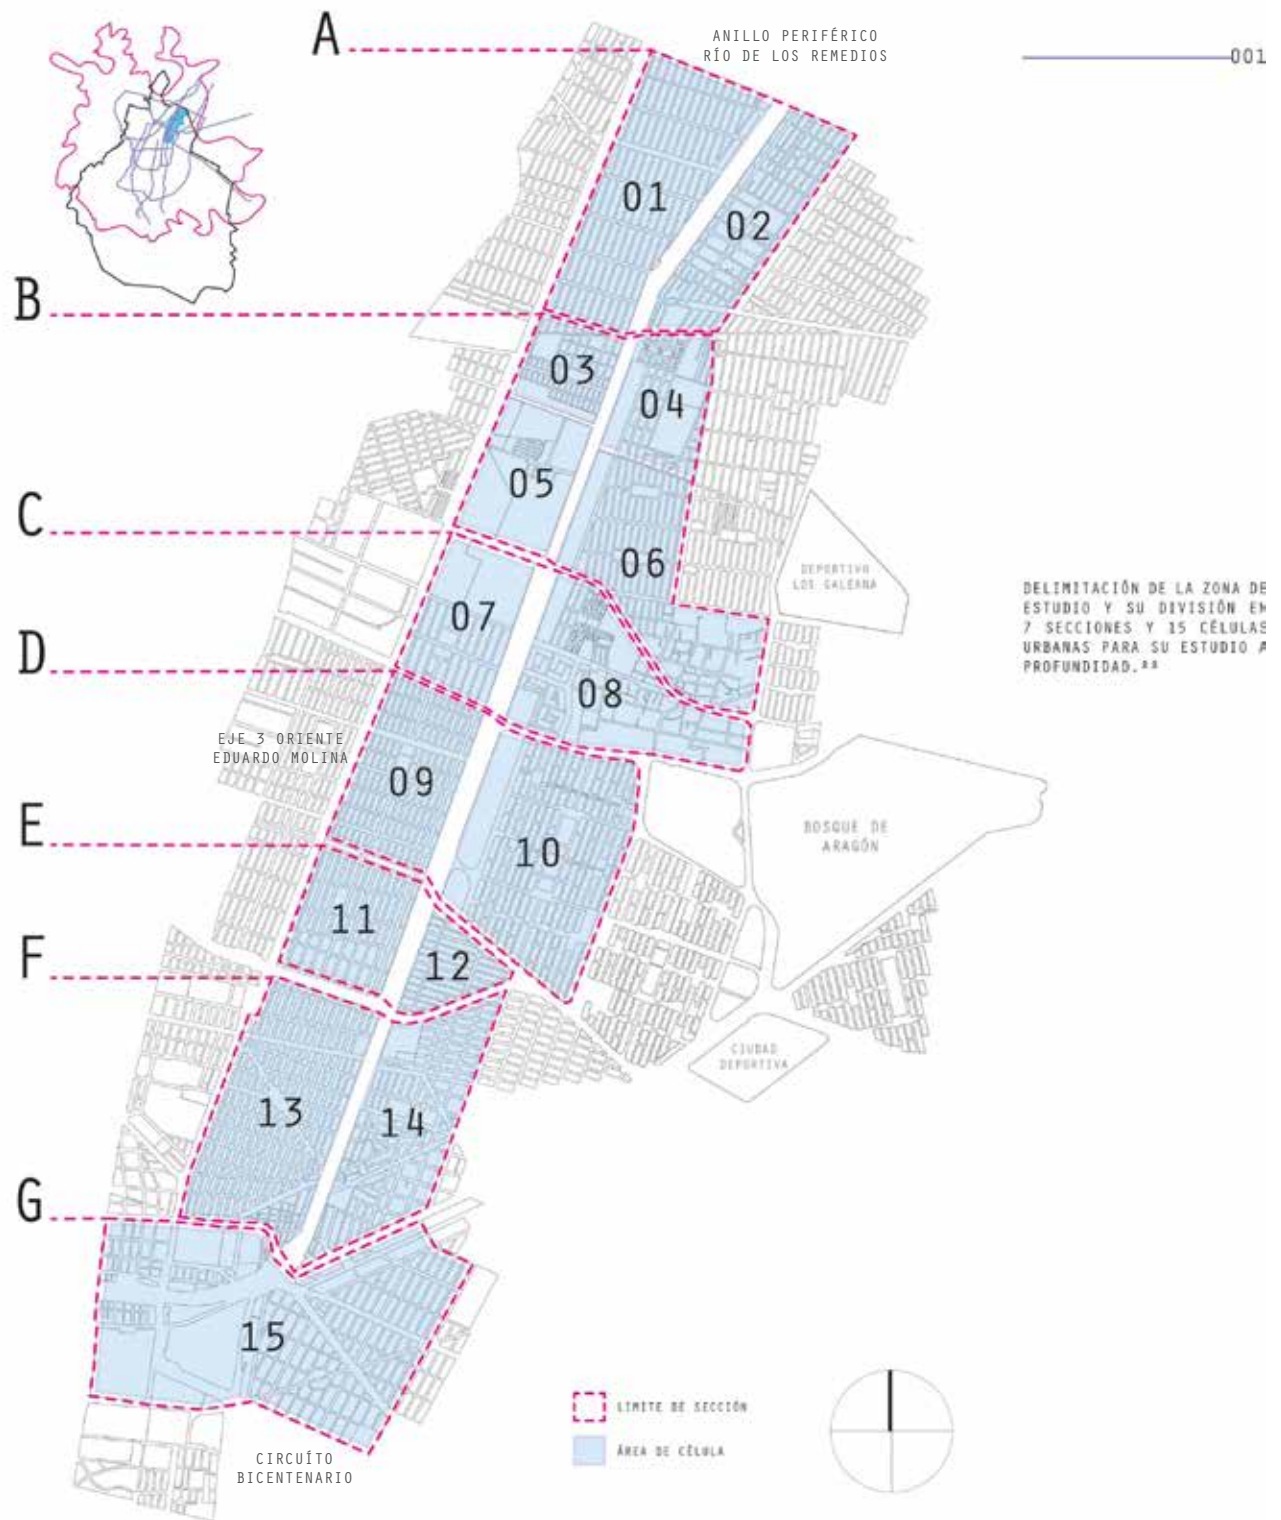 A
ANILLO PERIFÉRICO
RÍO DE LOS REMEDIOS
001
01
02
B
03
04
05
C
06
DEPORTIVO
LOS GALEANA
07
DELIMITACIÓN DE LA ZONA DE
ESTUDIO Y SU DIVISIÓN EN
7 SECCIONES Y 15 CÉLULAS
URBANAS PARA SU ESTUDIO A
PROFUNDIDAD.
D
08
EJE 3 ORIENTE
EDUARDO MOLINA
09
E
BOSQUE DE
ARAGÓN
10
11
F
12
CIUDAD
DEPORTIVA
13
14
G
15
LIMITE DE SECCIÓN
ÁREA DE CÉLULA
CIRCUÍTO
BICENTENARIO